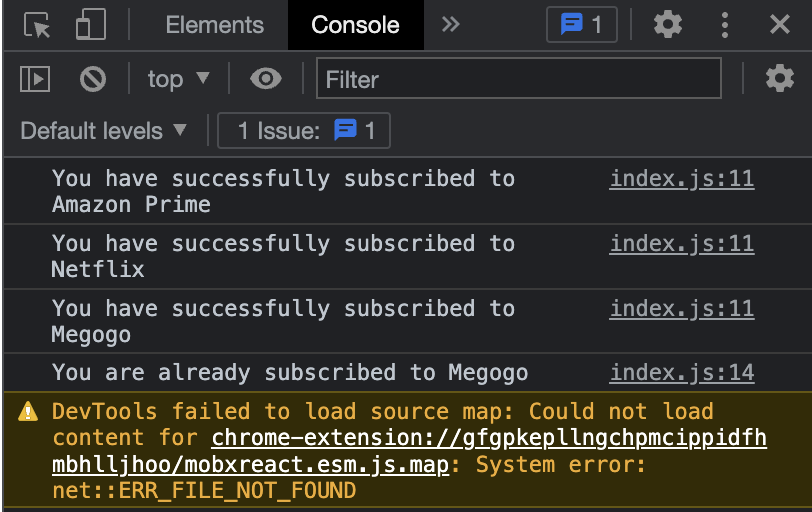 Elements Console 1
top Filter
Default levels 1 Issue: 1
You have successfully subscribed to index.js:11
Amazon Prime
You have successfully subscribed to index.js:11
Netflix
You have successfully subscribed to index.js:11
Megogo
You are already subscribed to Megogo index.js:14
DevTools failed to load source map: Could not load
content for chrome-extension://gfgpkepllngchpmcippidfh
mbhlljhoo/mobxreact.esm.js.map: System error:
net::ERR_FILE_NOT_FOUND